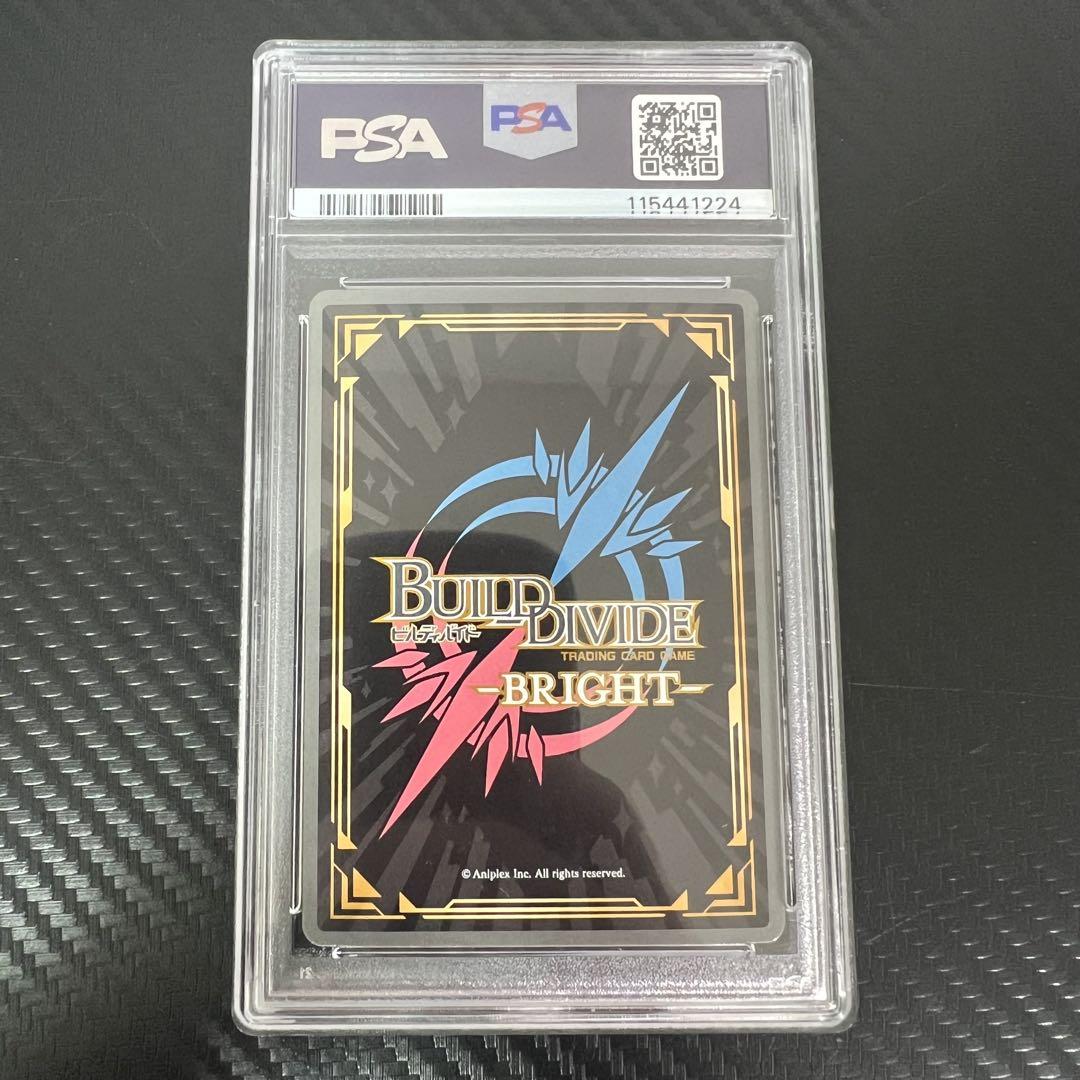 PSA
PSA
115441224
BUILD DIVIDE
ビルディバイド
TRADING CARD GAME
-BRIGHT-
© Aniplex Inc. All rights reserved.